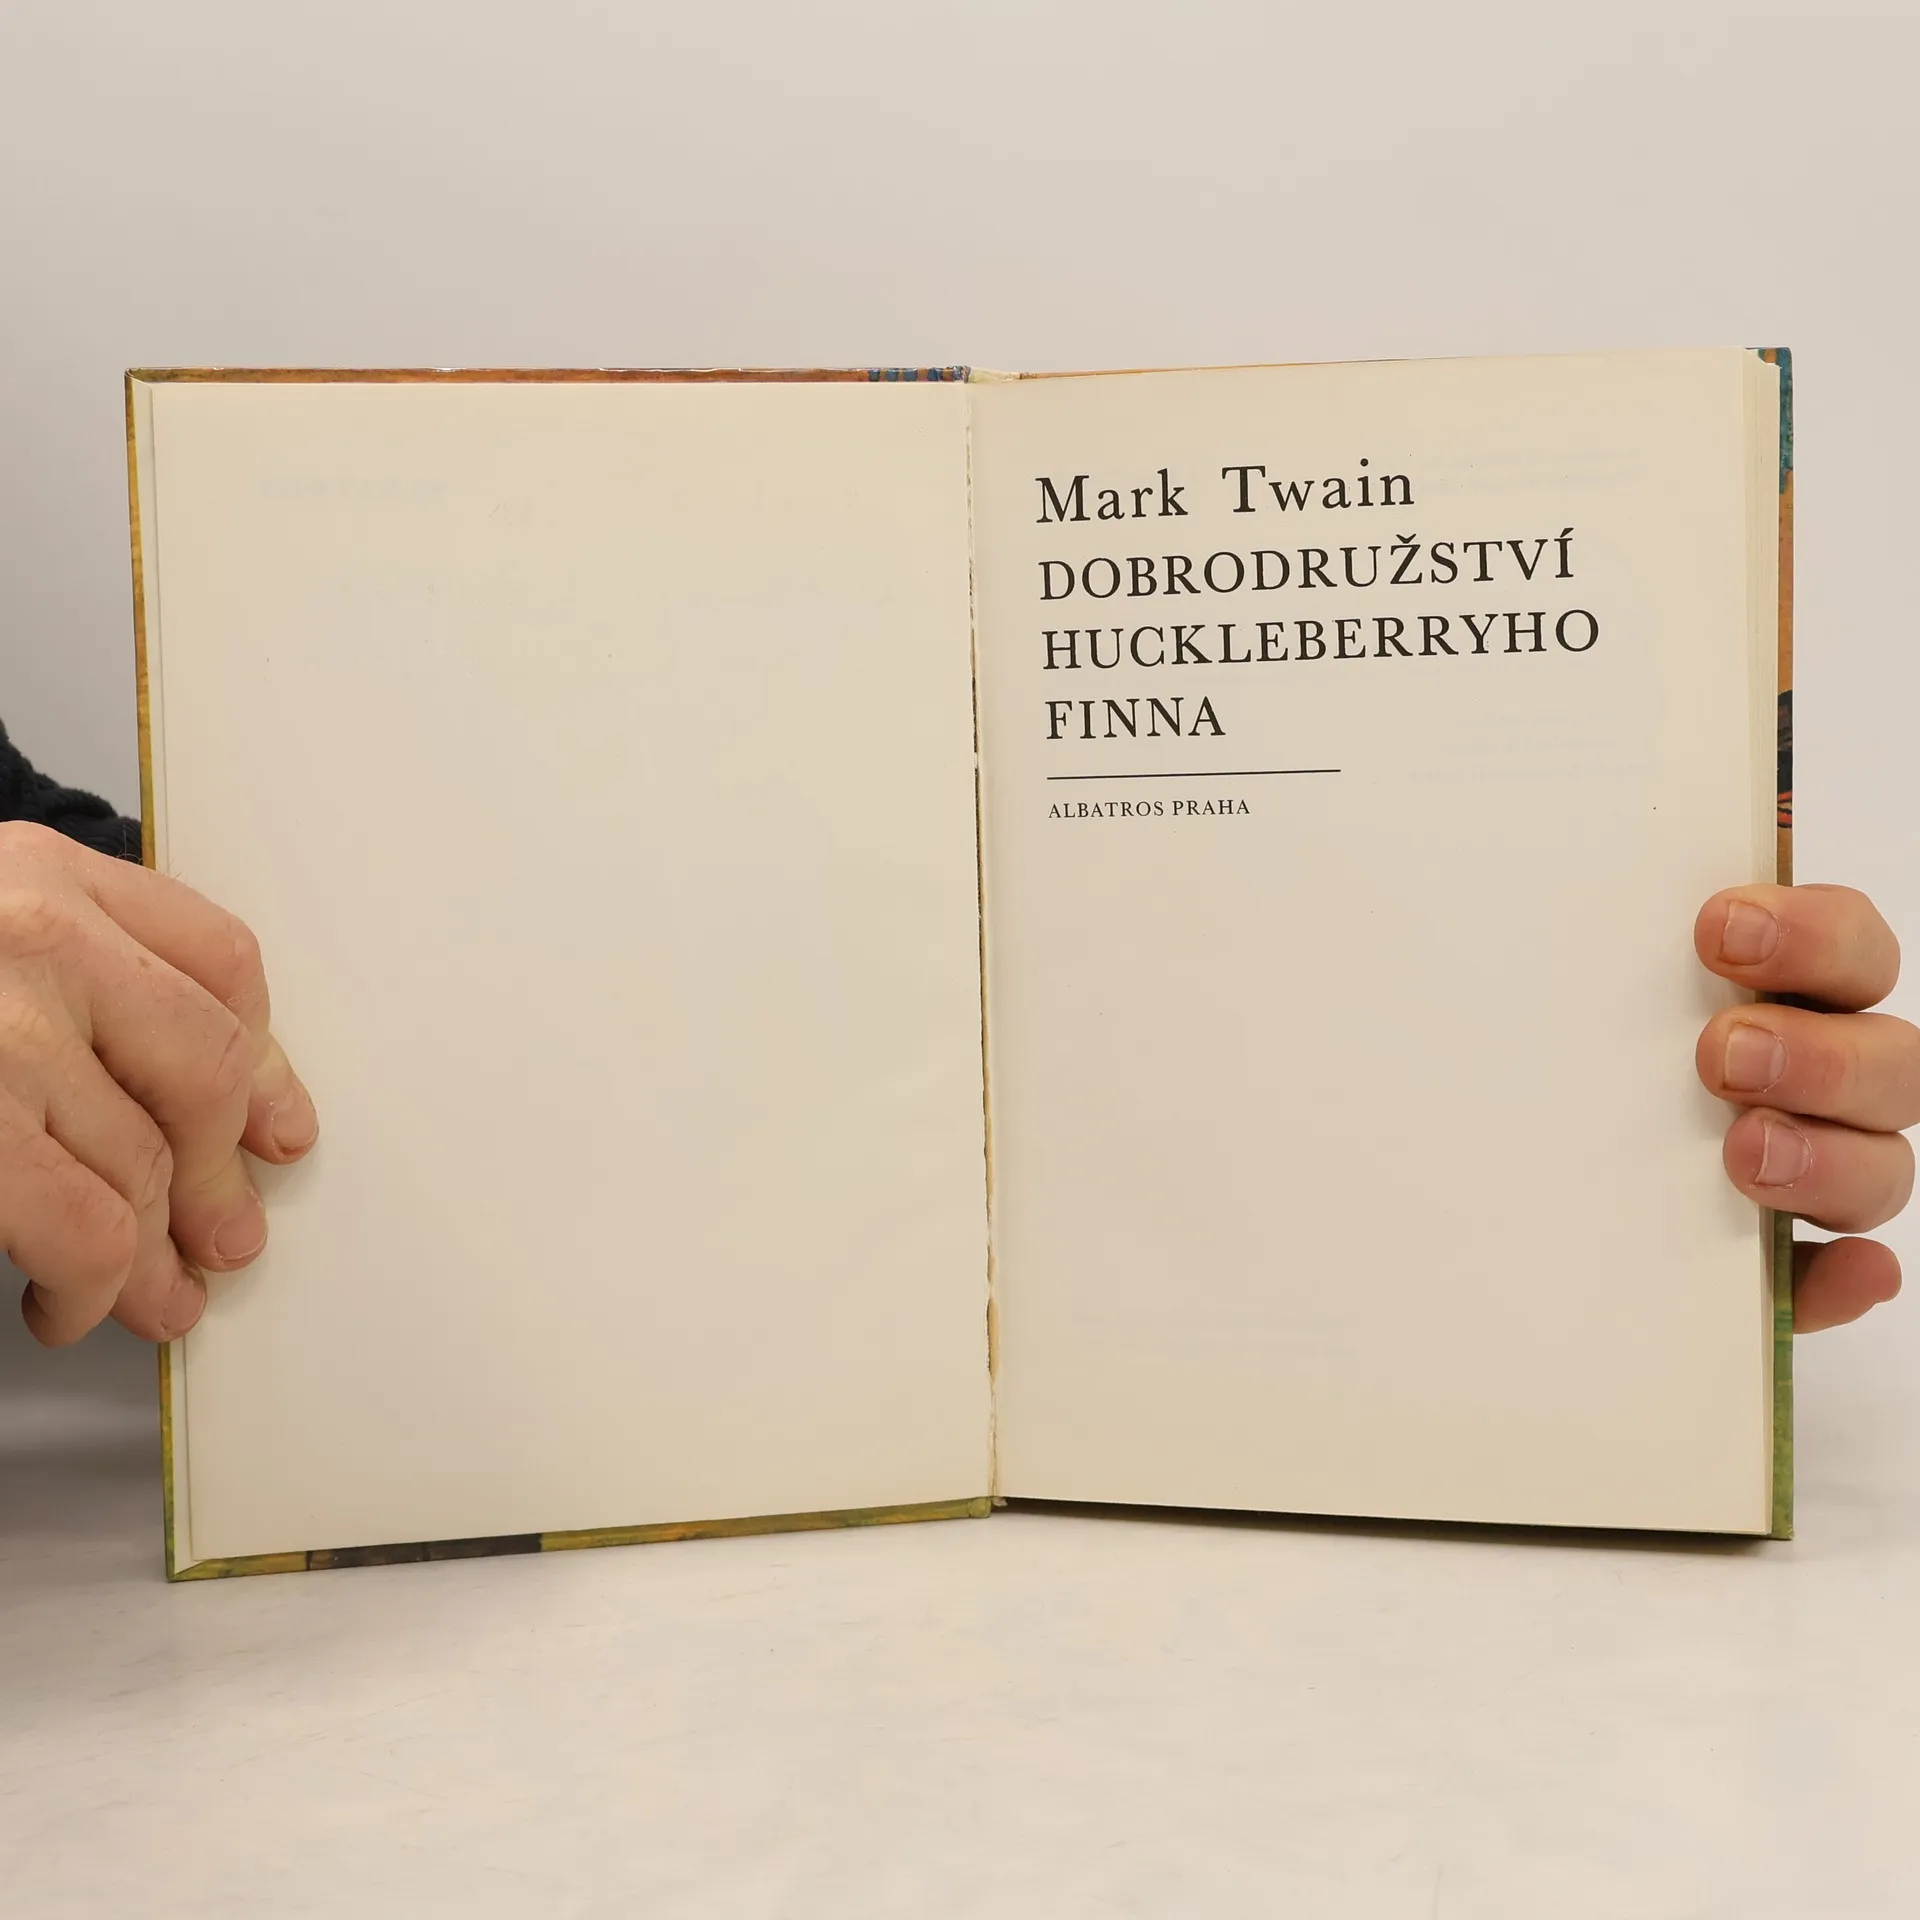 Mark Twain
DOBRODRUŽSTVÍ
HUCKLEBERRYHO
FINNA
ALBATROS PRAHA